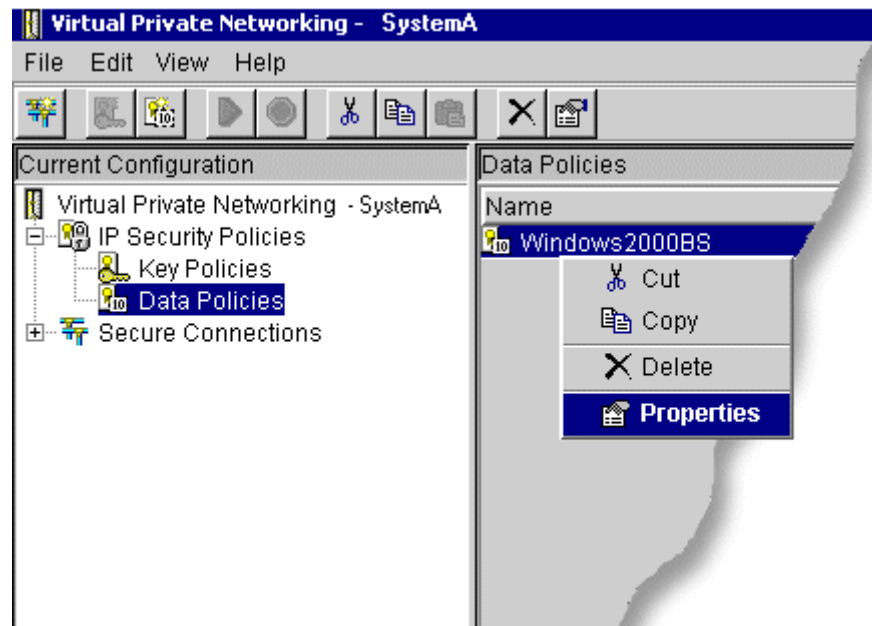 Virtual Private Networking - SystemA
File Edit View Help
Current Configuration
Virtual Private Networking - SystemA
IP Security Policies
Key Policies
Data Policies
Secure Connections
Data Policies
Name
Windows2000BS
Cut
Copy
Delete
Properties